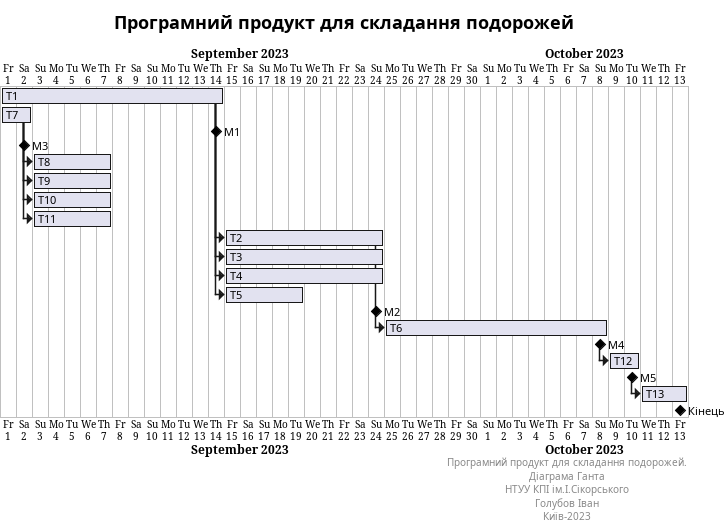 Програмний продукт для складання подорожей
September 2023 October 2023
Fr Sa Su Mo Tu We Th Fr Sa Su Mo Tu We Th Fr Sa Su Mo Tu We Th Fr Sa Su Mo Tu We Th Fr Sa Su Mo Tu We Th Fr Sa Su Mo Tu We Th Fr
1 2 3 4 5 6 7 8 9 10 11 12 13 14 15 16 17 18 19 20 21 22 23 24 25 26 27 28 29 30 1 2 3 4 5 6 7 8 9 10 11 12 13
T1
T7
M1
M3
T8
T9
T10
T11
T2
T3
T4
T5
M2
T6
M4
T12
M5
T13
Кінець
Fr Sa Su Mo Tu We Th Fr Sa Su Mo Tu We Th Fr Sa Su Mo Tu We Th Fr Sa Su Mo Tu We Th Fr Sa Su Mo Tu We Th Fr Sa Su Mo Tu We Th Fr
1 2 3 4 5 6 7 8 9 10 11 12 13 14 15 16 17 18 19 20 21 22 23 24 25 26 27 28 29 30 1 2 3 4 5 6 7 8 9 10 11 12 13
September 2023 October 2023
Програмний продукт для складання подорожей.
Діаграма Ганта
НТУУ КПІ ім.І.Сікорського
Голубов Іван
Київ-2023